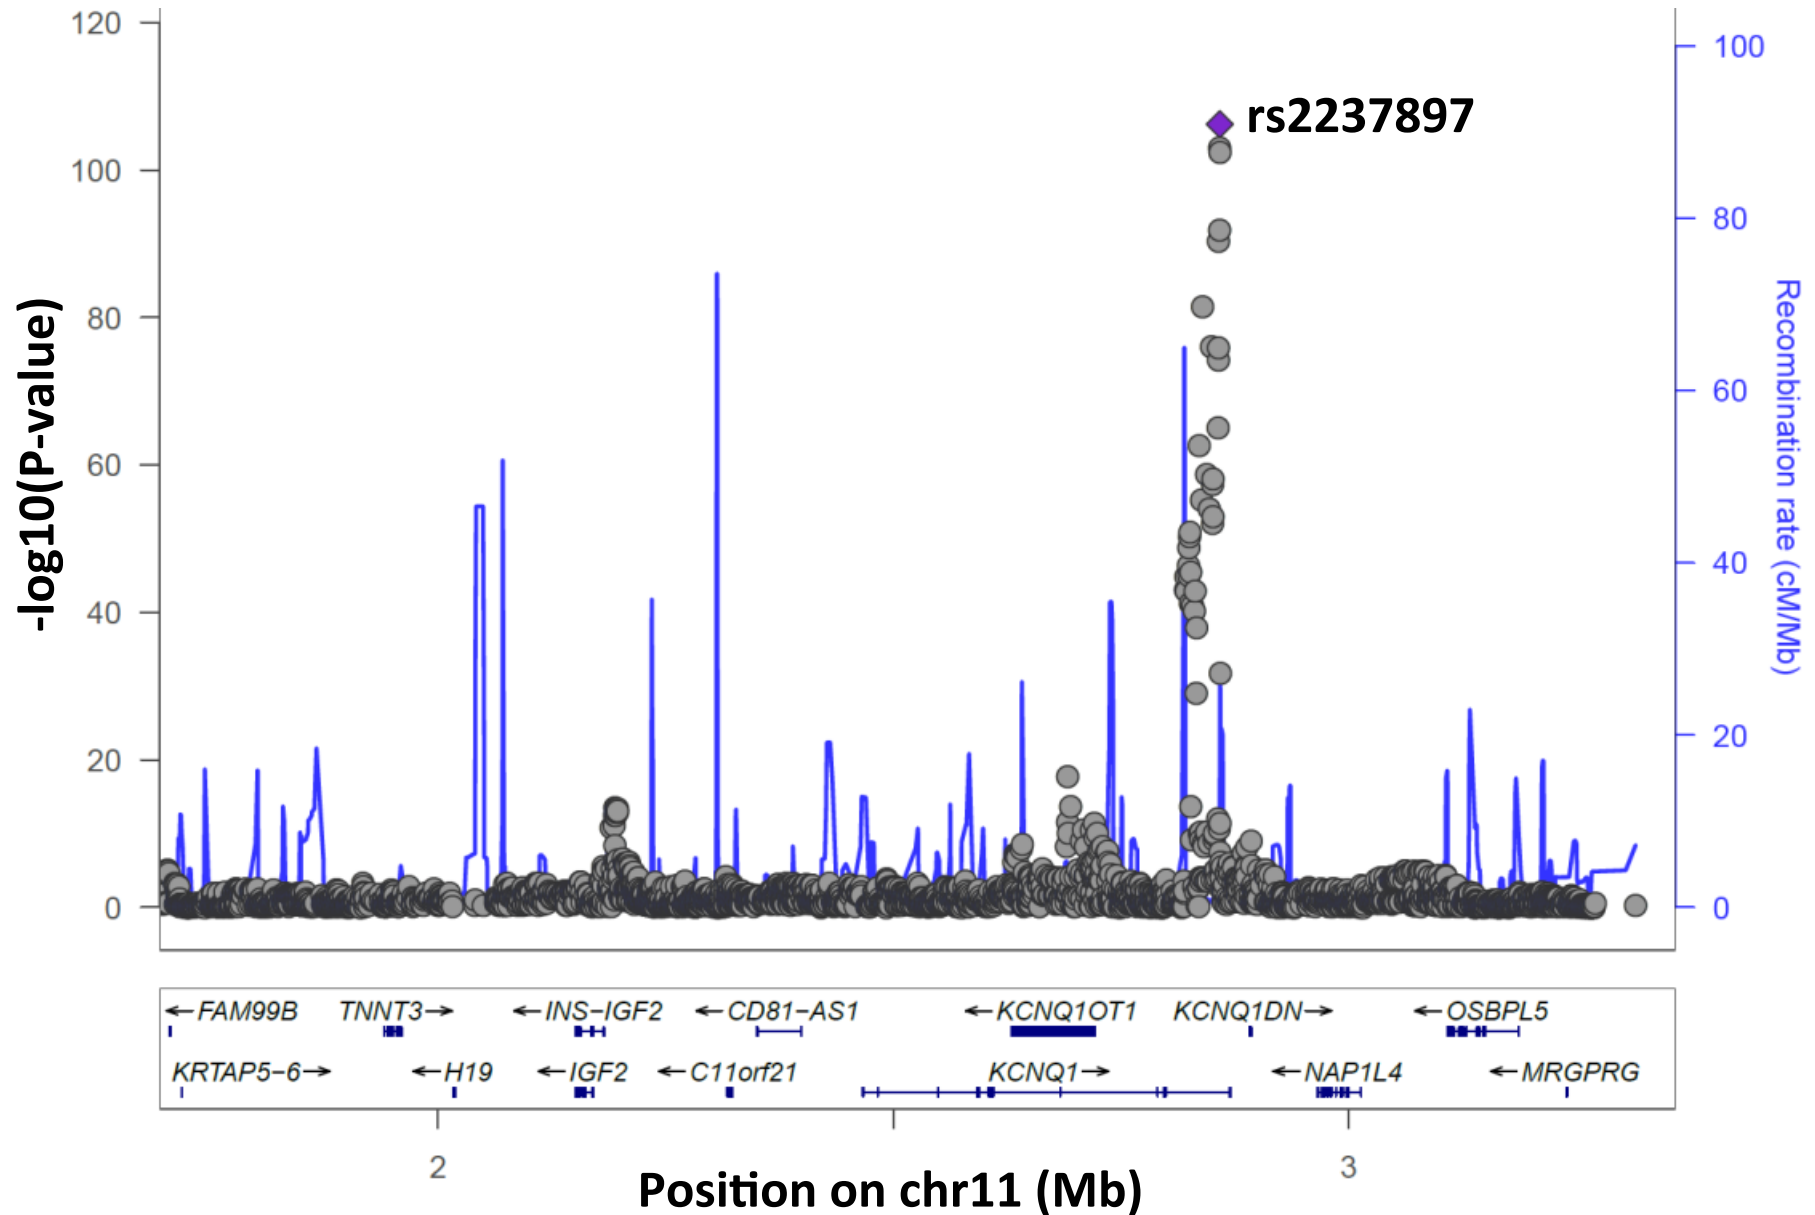 120
100
80
60
40
20
0
-log10(P-value)
rs2237897
100
80
60
40
20
0
Recombination rate (cM/Mb)
←FAM99B TNNT3→ ←INS−IGF2 ←CD81−AS1 ←KCNQ1OT1 KCNQ1DN→ ←OSBPL5
KRTAP5−6→ ←H19 ←IGF2 ←C11orf21 KCNQ1→ ←NAP1L4 ←MRGPRG
2 3
Position on chr11 (Mb)